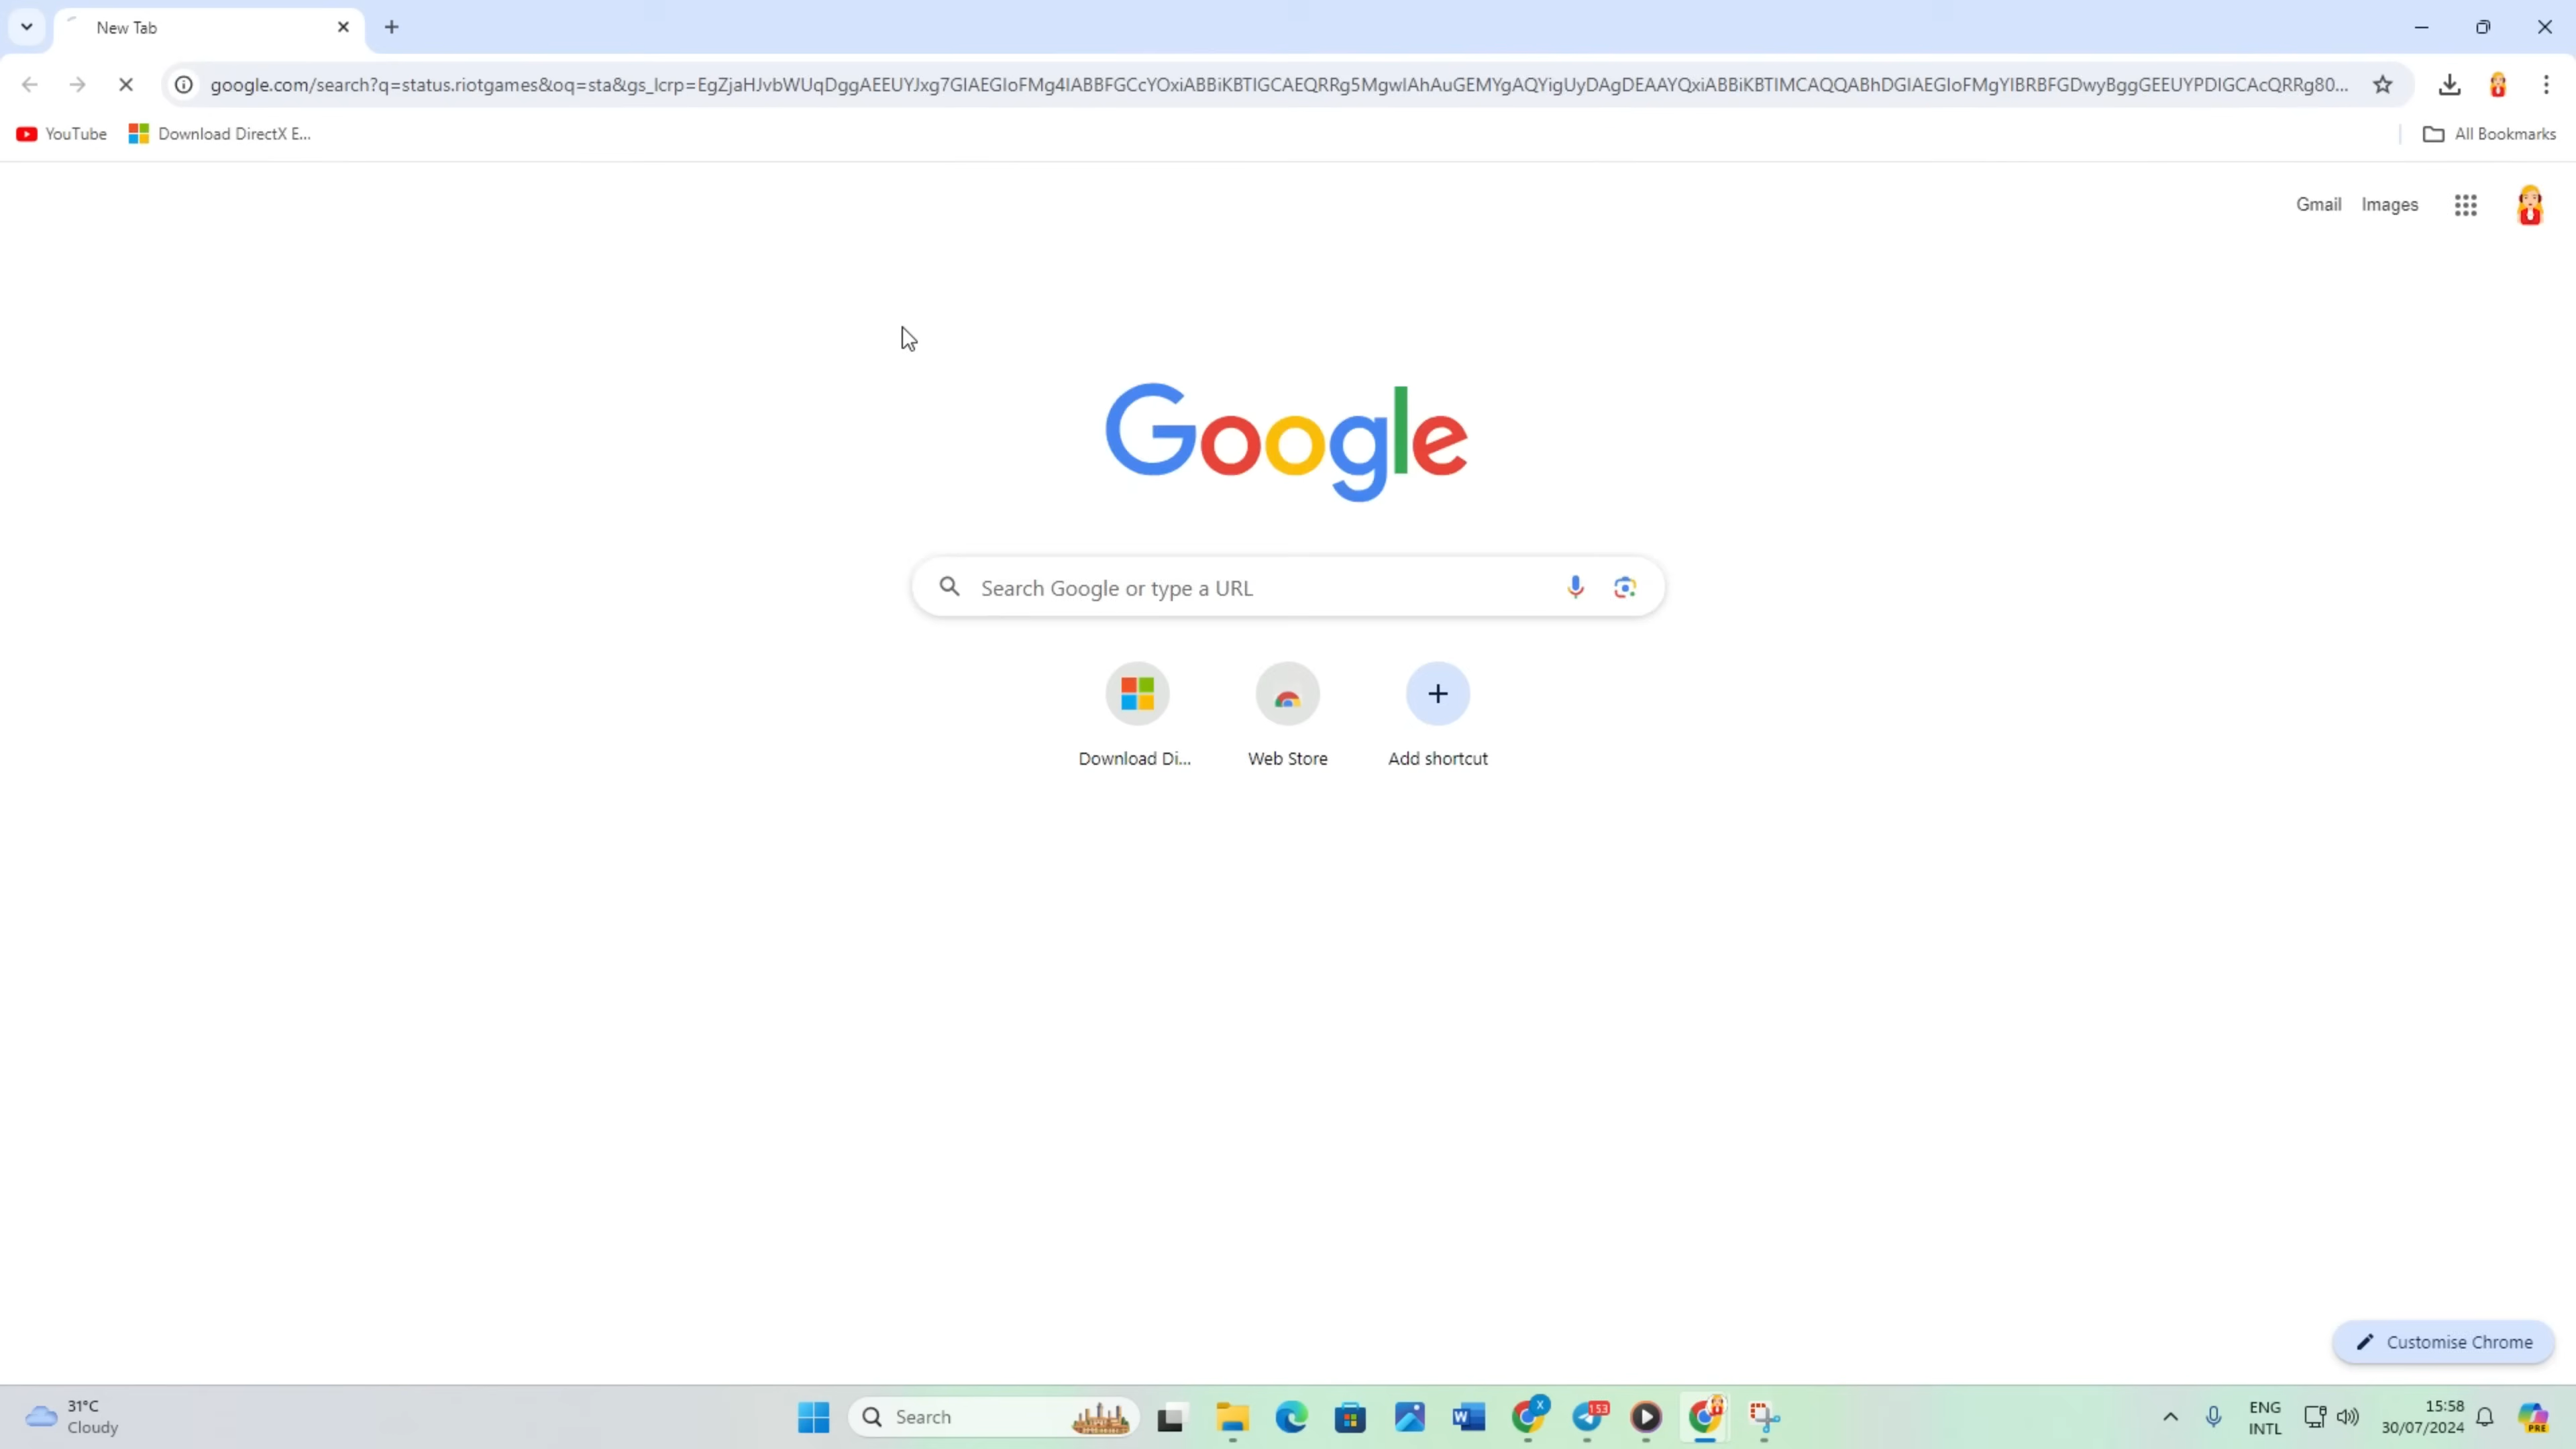 New Tab
google.com/search?q=status.riotgames&oq=sta&gs_lcrp=EgZjaHJvbWUqDggAEEUYJxg7GIAEGIoFMg4IABBFGCcYOxiABBiKBTIGCAEQRRg5MgwIAhAuGEMYgAQYigUyDAgDEAAYQxiABBiKBTIMCAQQABhDGIAEGIoFMgYIBRBFGDwyBggGEEUYPDIGCAcQRRg80...
YouTube
Download DirectX E...
All Bookmarks
Gmail Images
Google
Search Google or type a URL
Download Di...
Web Store
Add shortcut
Customise Chrome
31°C
Cloudy
Search
X
153
ENG
INTL
15:58
30/07/2024
PRE